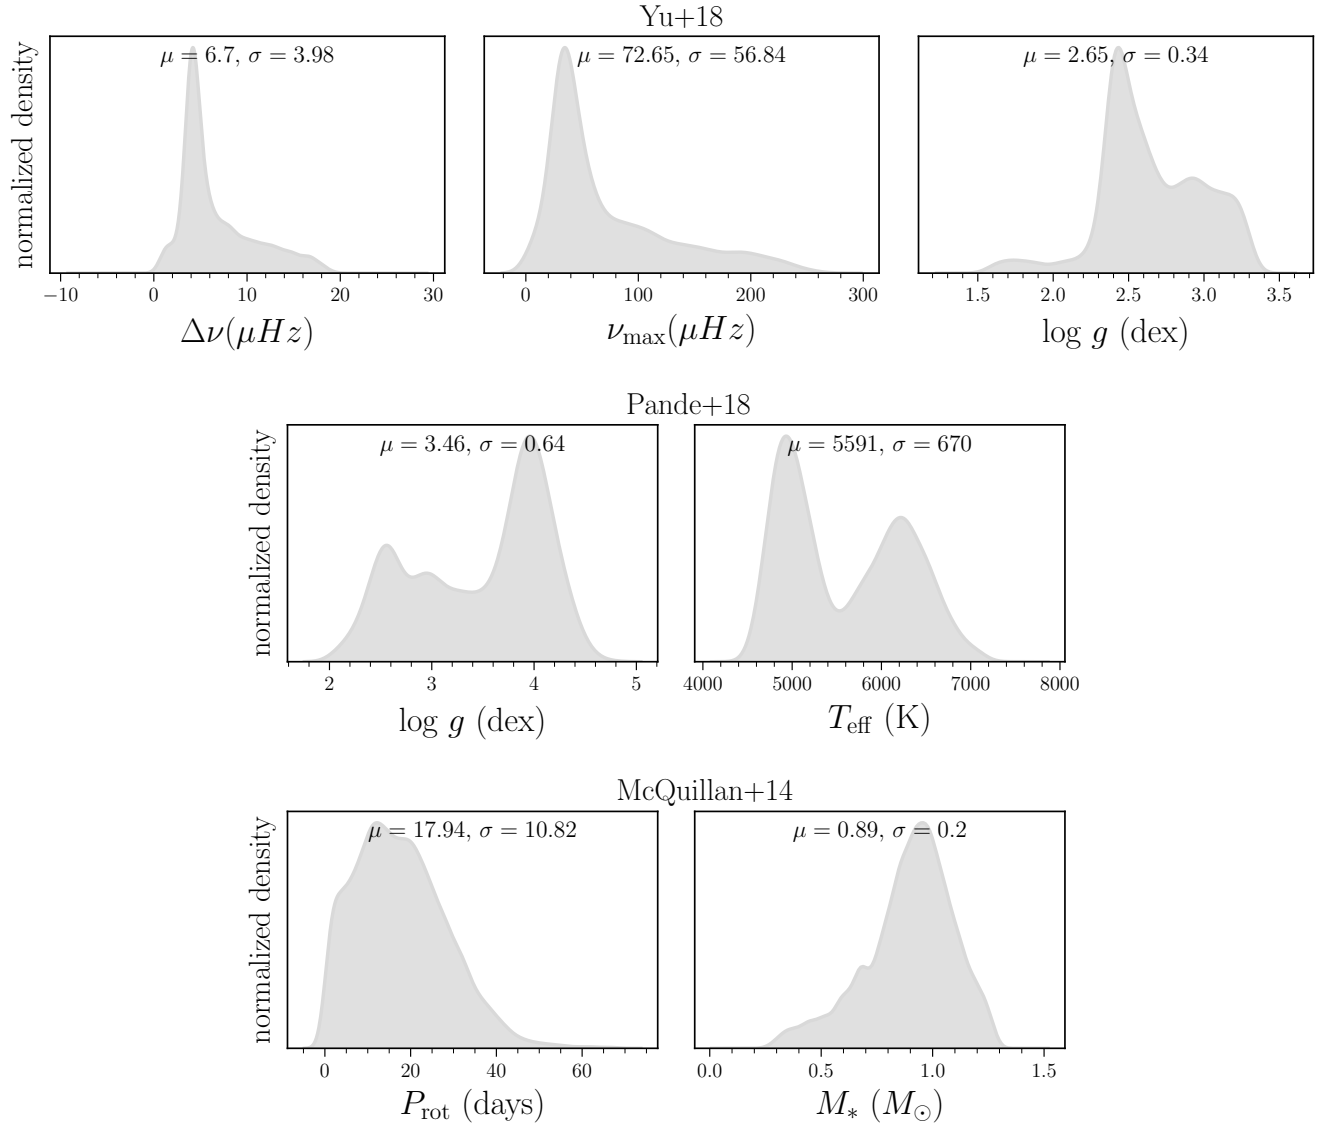 Yu+18
μ = 6.7, σ = 3.98
μ = 72.65, σ = 56.84
μ = 2.65, σ = 0.34
normalized density
−10 0 10 20 30
0 100 200 300
1.5 2.0 2.5 3.0 3.5
Δν(μHz)
ν_max(μHz)
log g (dex)
Pande+18
μ = 3.46, σ = 0.64
μ = 5591, σ = 670
normalized density
2 3 4 5
4000 5000 6000 7000 8000
log g (dex)
T_eff (K)
McQuillan+14
μ = 17.94, σ = 10.82
μ = 0.89, σ = 0.2
normalized density
0 20 40 60
0.0 0.5 1.0 1.5
P_rot (days)
M_* (M_⊙)